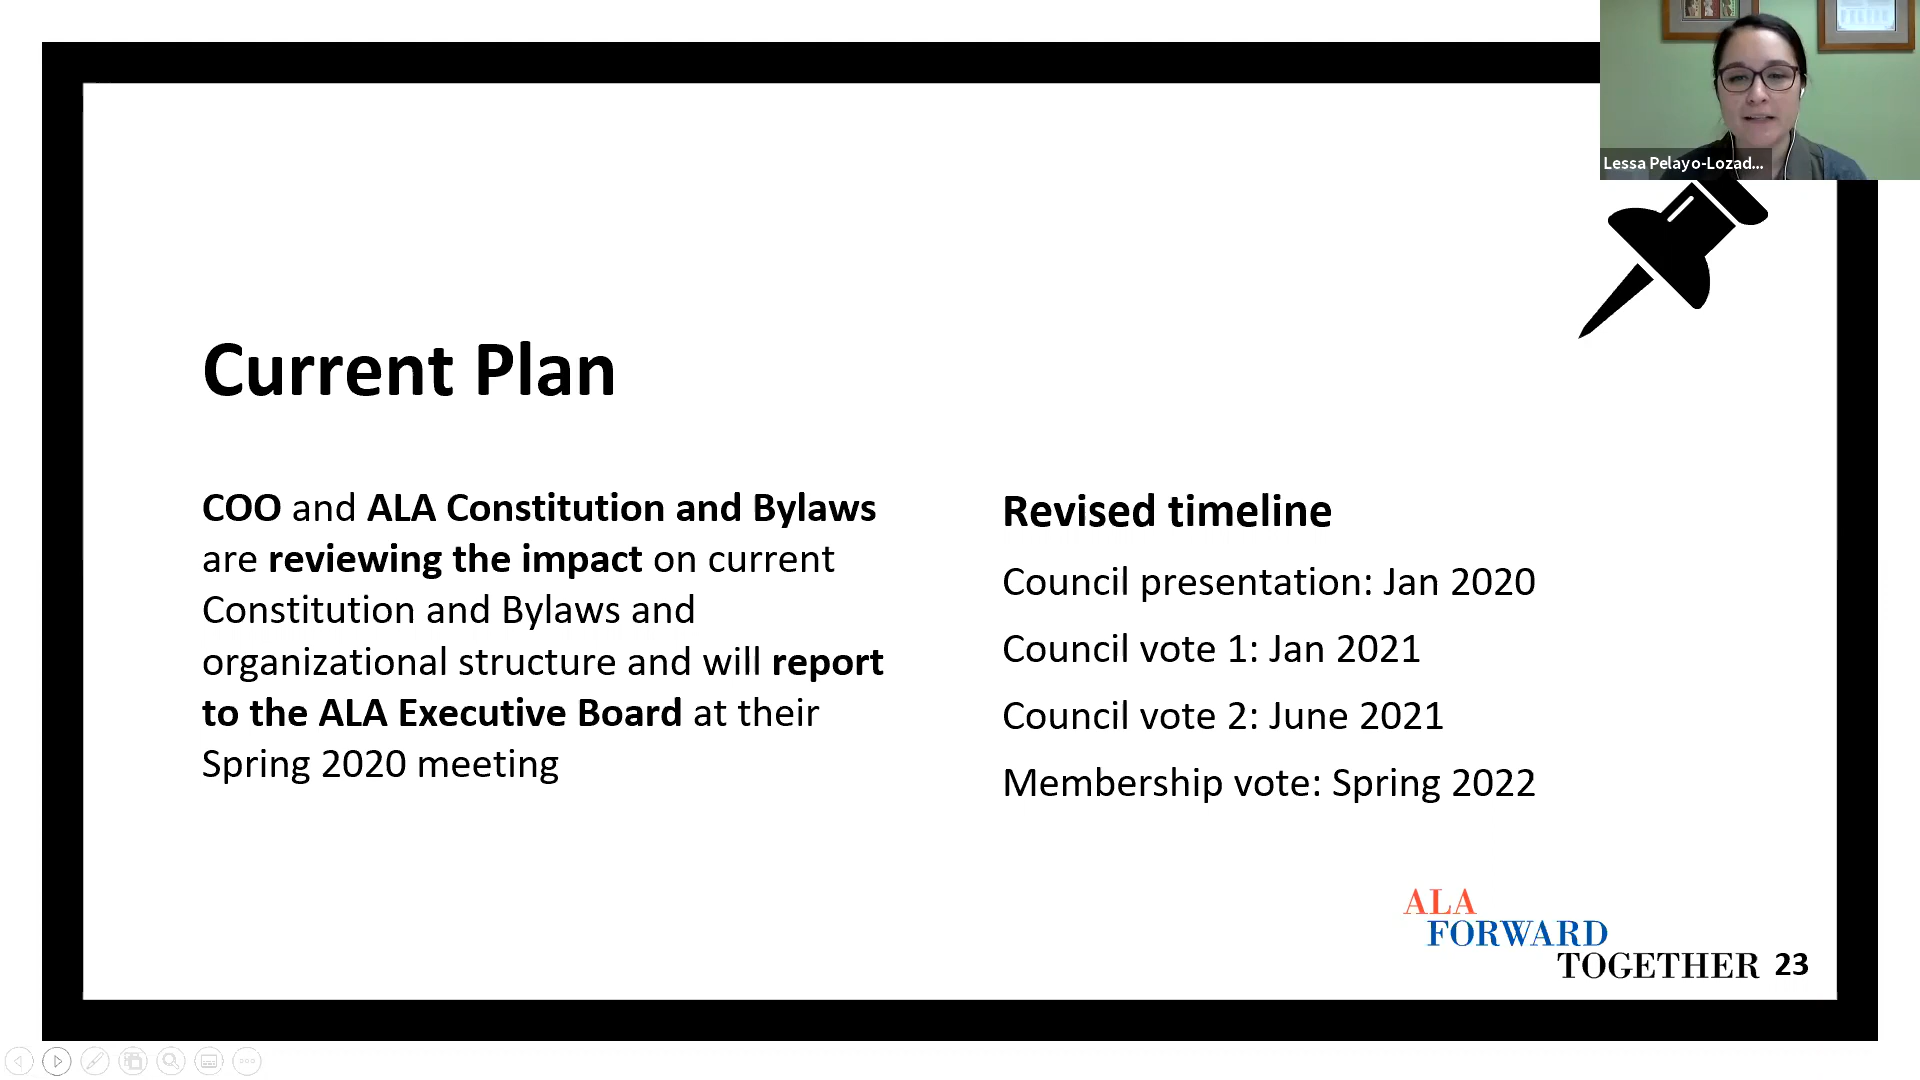 Lessa Pelayo-Lozad...
Current Plan
COO and ALA Constitution and Bylaws
are reviewing the impact on current
Constitution and Bylaws and
organizational structure and will report
to the ALA Executive Board at their
Spring 2020 meeting
Revised timeline
Council presentation: Jan 2020
Council vote 1: Jan 2021
Council vote 2: June 2021
Membership vote: Spring 2022
ALA
FORWARD
TOGETHER 23